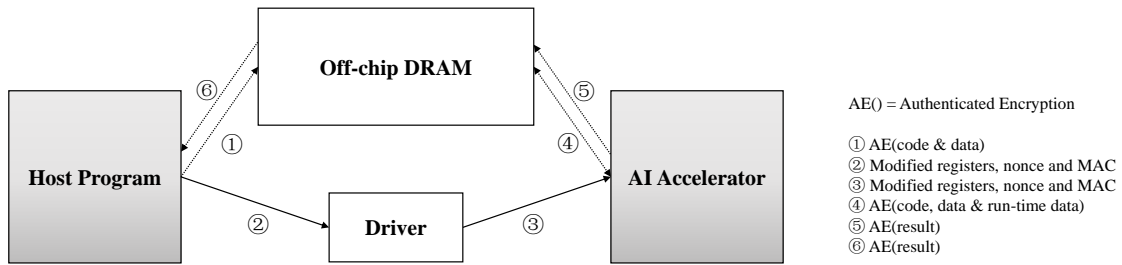 Off-chip DRAM
⑥
①
⑤
④
Host Program
AI Accelerator
②
Driver
③
AE() = Authenticated Encryption
① AE(code & data)
② Modified registers, nonce and MAC
③ Modified registers, nonce and MAC
④ AE(code, data & run-time data)
⑤ AE(result)
⑥ AE(result)